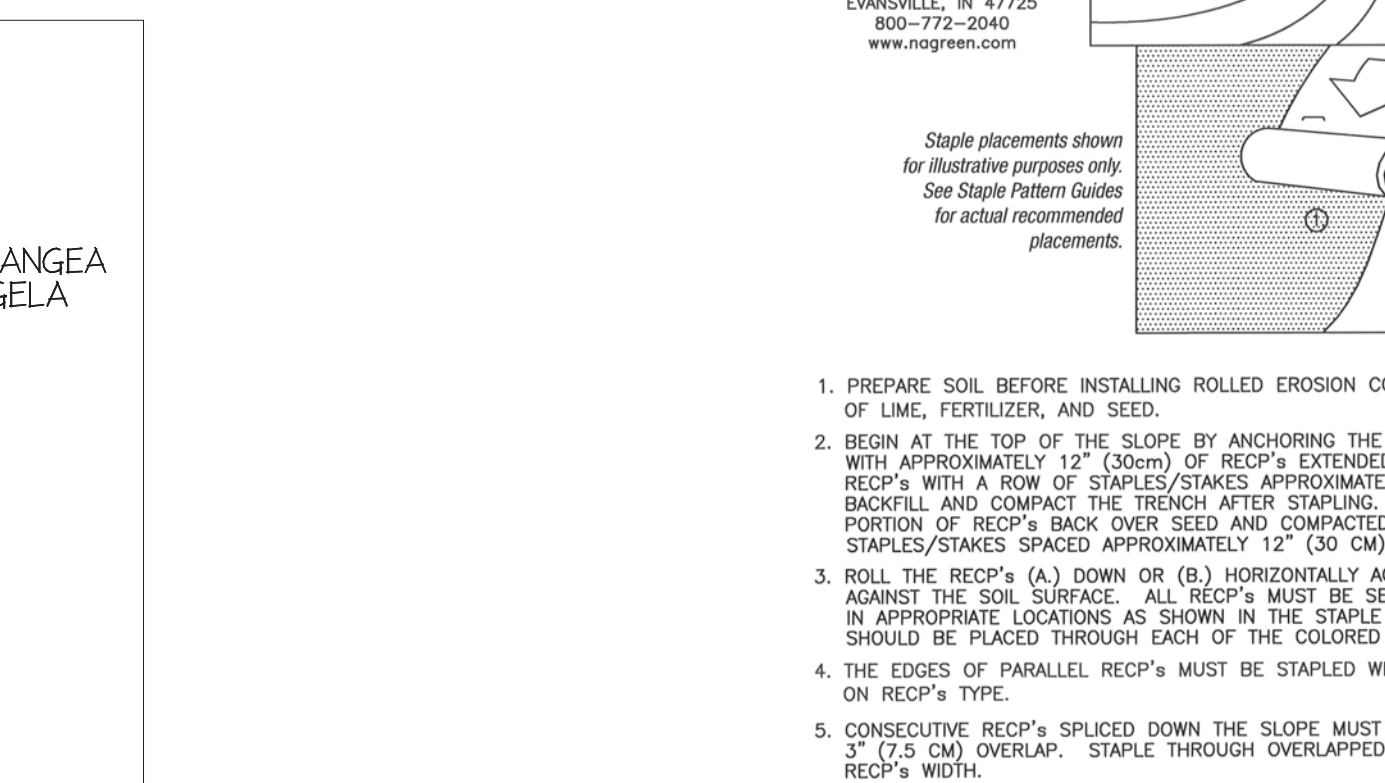 ANGEA
GELA
EVANSVILLE, IN 47725
800-772-2040
www.nagreen.com
Staple placements shown
for illustrative purposes only.
See Staple Pattern Guides
for actual recommended
placements.
1.
1. PREPARE SOIL BEFORE INSTALLING ROLLED EROSION CO
OF LIME, FERTILIZER, AND SEED.
2. BEGIN AT THE TOP OF THE SLOPE BY ANCHORING THE
WITH APPROXIMATELY 12" (30cm) OF RECP's EXTENDED
RECP's WITH A ROW OF STAPLES/STAKES APPROXIMATE
BACKFILL AND COMPACT THE TRENCH AFTER STAPLING.
PORTION OF RECP's BACK OVER SEED AND COMPACTED
STAPLES/STAKES SPACED APPROXIMATELY 12" (30 CM)
3. ROLL THE RECP's (A.) DOWN OR (B.) HORIZONTALLY AC
AGAINST THE SOIL SURFACE. ALL RECP's MUST BE SE
IN APPROPRIATE LOCATIONS AS SHOWN IN THE STAPLE
SHOULD BE PLACED THROUGH EACH OF THE COLORED
4. THE EDGES OF PARALLEL RECP's MUST BE STAPLED WI
ON RECP's TYPE.
5. CONSECUTIVE RECP's SPLICED DOWN THE SLOPE MUST
3" (7.5 CM) OVERLAP. STAPLE THROUGH OVERLAPPED
RECP's WIDTH.